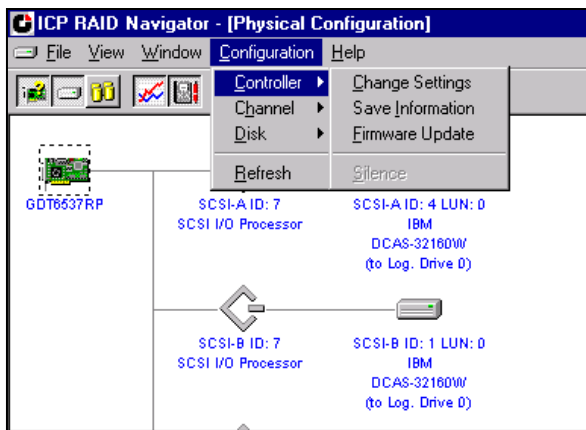 ICP RAID Navigator - [Physical Configuration]
File View Window Configuration Help
Controller
Channel
Disk
Refresh
Change Settings
Save Information
Firmware Update
Silence
GDT6537RP
SCSI-A ID: 7
SCSI I/O Processor
SCSI-A ID: 4 LUN: 0
IBM
DCAS-32160W
(to Log. Drive 0)
SCSI-B ID: 7
SCSI I/O Processor
SCSI-B ID: 1 LUN: 0
IBM
DCAS-32160W
(to Log. Drive 0)